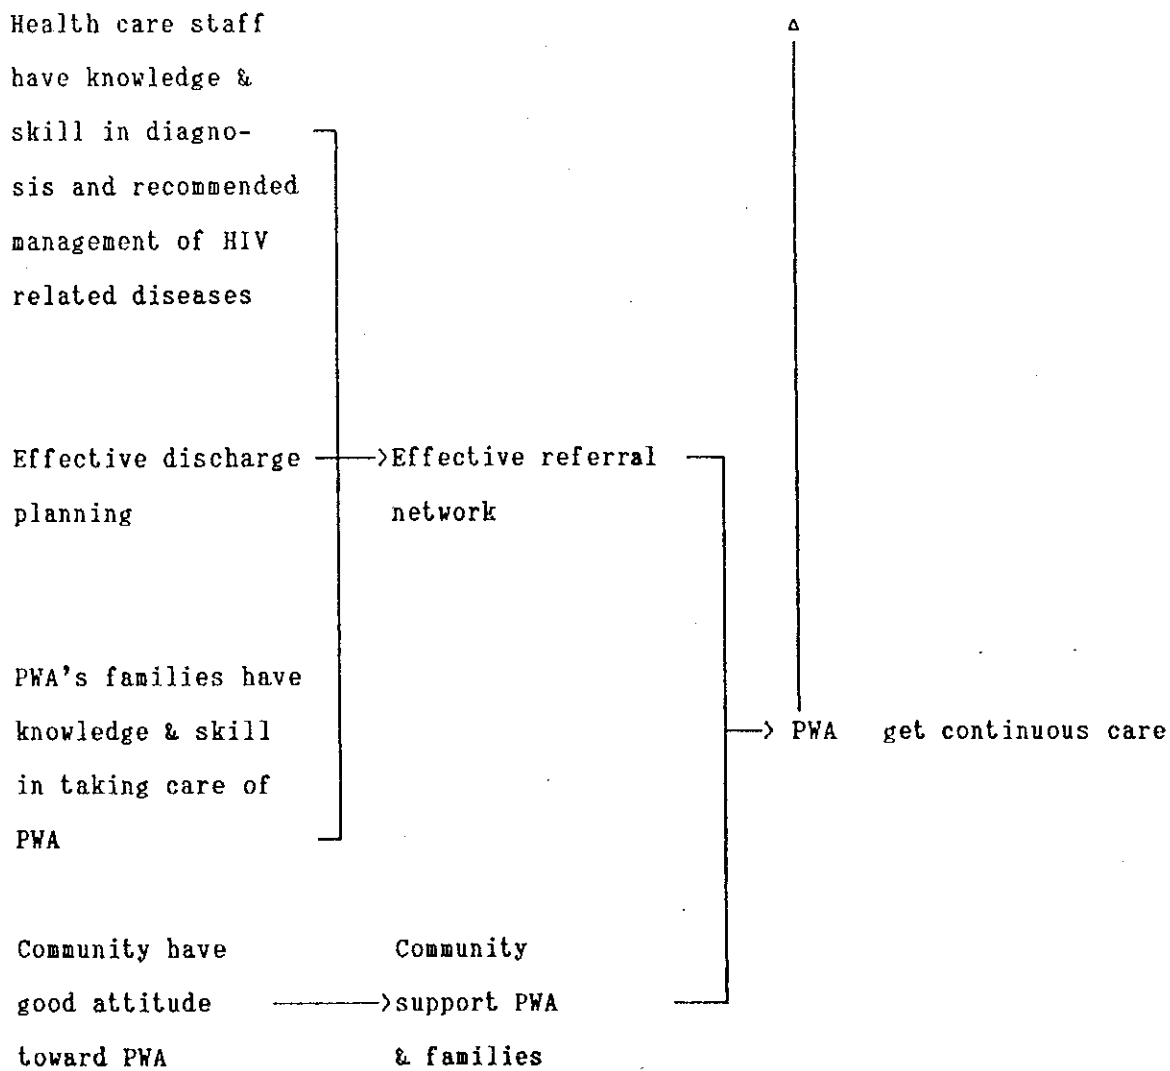 Health care staff
have knowledge &
skill in diagno-
sis and recommended
management of HIV
related diseases
Effective discharge
planning
Effective referral
network
PWA's families have
knowledge & skill
in taking care of
PWA
PWA get continuous care
Community have
good attitude
toward PWA
Community
support PWA
& families